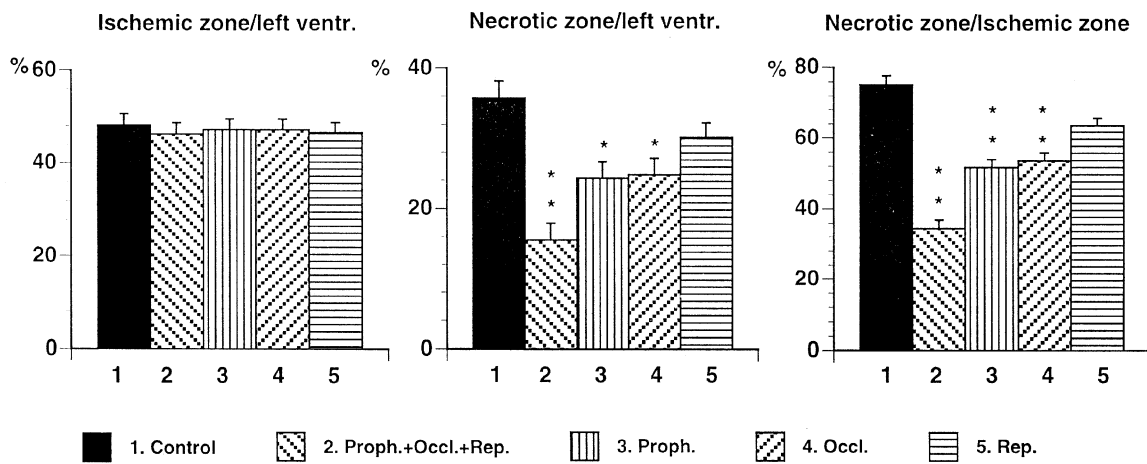 Ischemic zone/left ventr.
Necrotic zone/left ventr.
Necrotic zone/Ischemic zone
%
60
40
20
0
1 2 3 4 5
%
40
20
0
* * * * 
1 2 3 4 5
%
80
60
40
20
0
* * * * * *
1 2 3 4 5
1. Control
2. Proph.+Occl.+Rep.
3. Proph.
4. Occl.
5. Rep.